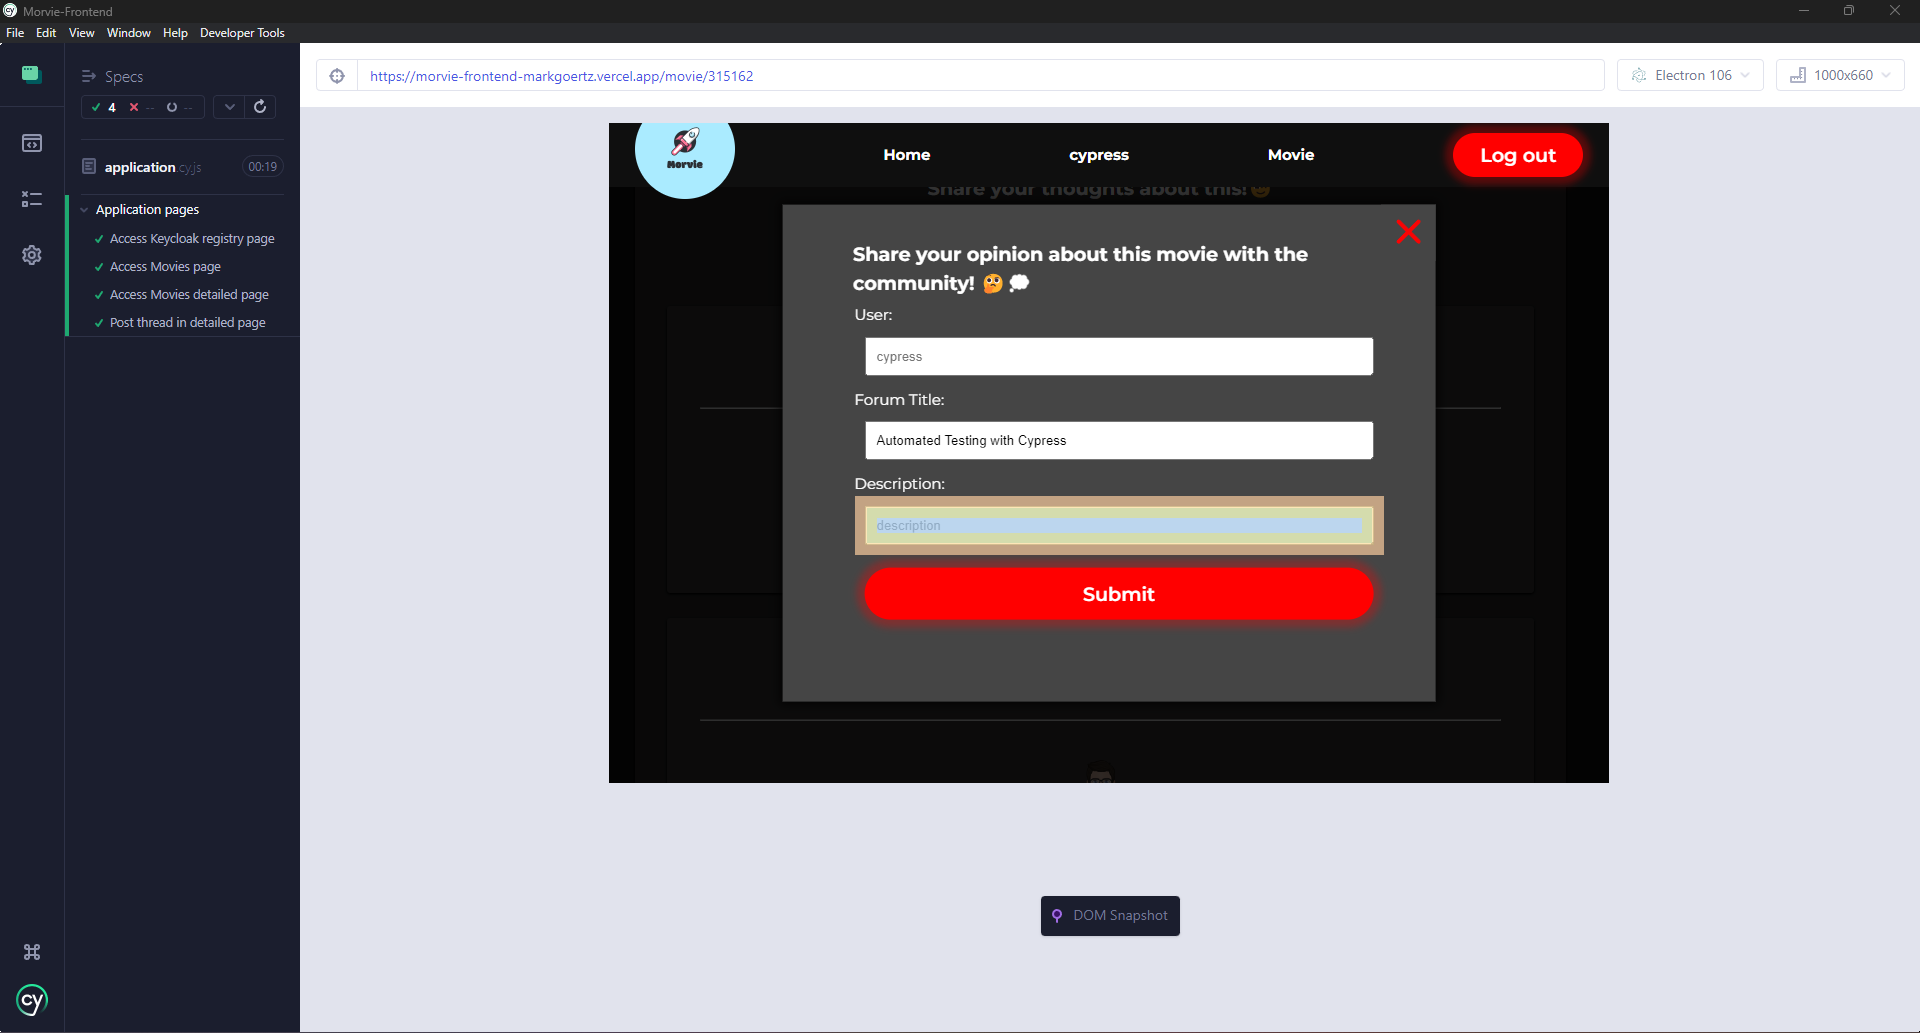 cy Morvie-Frontend
File Edit View Window Help Developer Tools
Specs
4 -- --
application.cy.js 00:19
Application pages
Access Keycloak registry page
Access Movies page
Access Movies detailed page
Post thread in detailed page
cy
https://morvie-frontend-markgoertz.vercel.app/movie/315162
Electron 106
1000x660
Morvie
Home
cypress
Movie
Log out
Share your thoughts about this!
Share your opinion about this movie with the
community! 🤔💭
User:
cypress
Forum Title:
Automated Testing with Cypress
Description:
description
Submit
DOM Snapshot